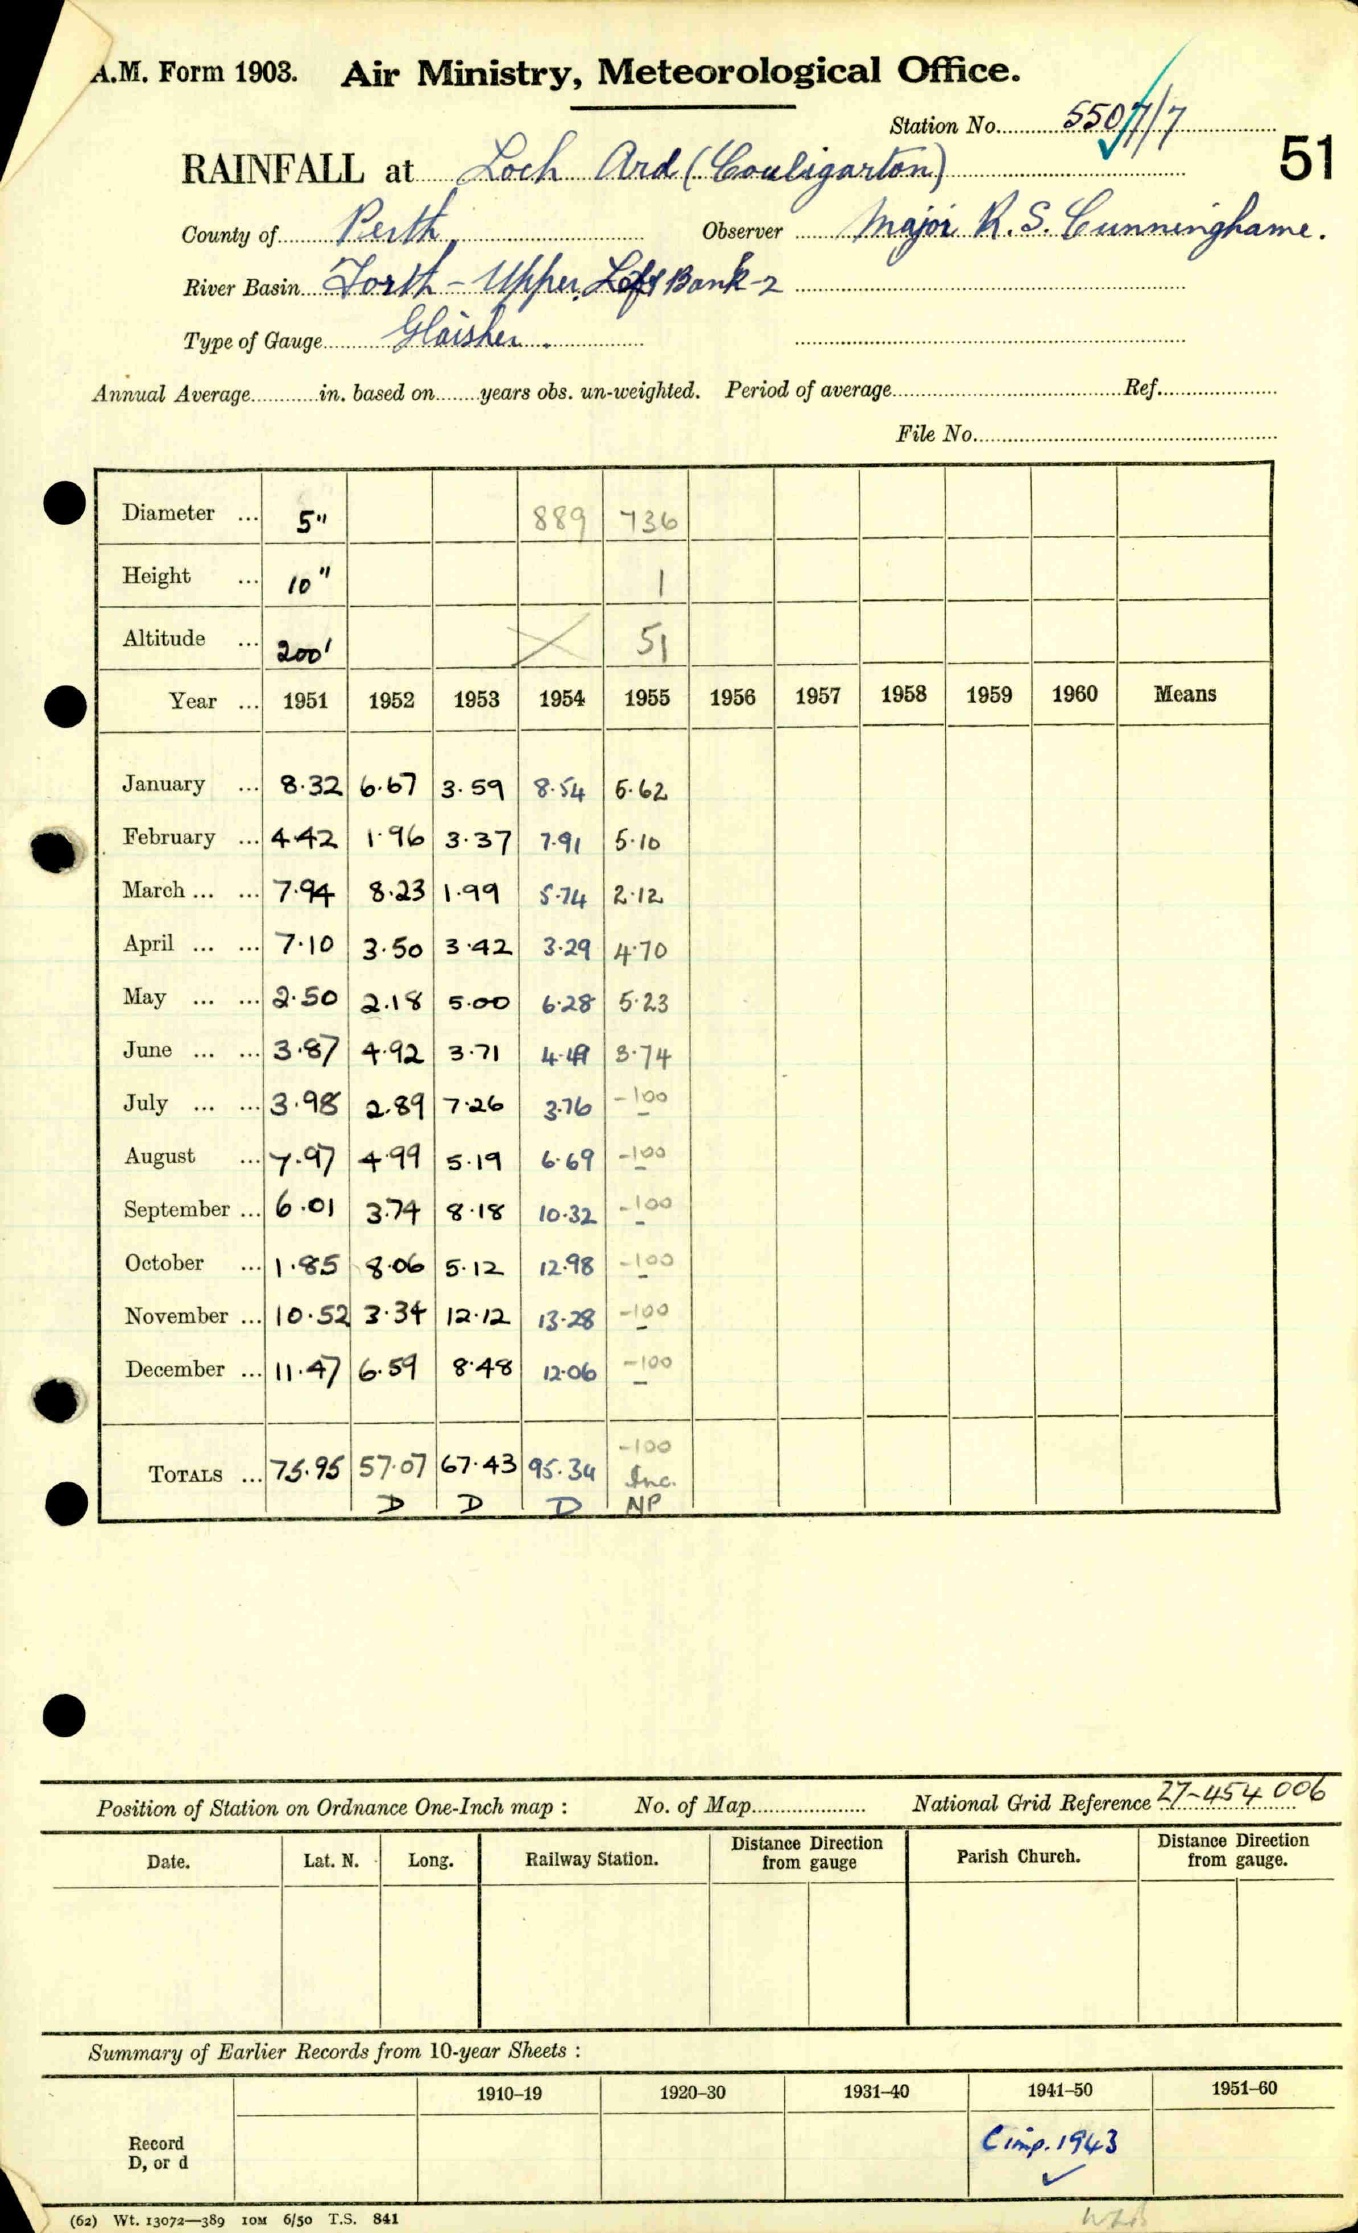 A.M. Form 1903. Air Ministry, Meteorological Office.
Station No. 5507/7
51
RAINFALL at Loch Ard (Couligarton)
County of Perth Observer Major R. S. Cunninghame.
River Basin Forth - Upper Left Bank-2
Type of Gauge Glaisher.
Annual Average in. based on years obs. un-weighted. Period of average Ref.
File No.
Diameter ... 5" 889 736
Height ... 10" 1
Altitude ... 200' 51
Year ... 1951 1952 1953 1954 1955 1956 1957 1958 1959 1960 Means
January ... 8.32 6.67 3.59 8.54 5.62
February ... 4.42 1.96 3.37 7.91 5.10
March ... ... 7.94 8.23 1.99 5.74 2.12
April ... ... 7.10 3.50 3.42 3.29 4.70
May ... ... 2.50 2.18 5.00 6.28 5.23
June ... ... 3.87 4.92 3.71 4.49 3.74
July ... ... 3.98 2.89 7.26 3.76 -100
August ... 7.97 4.99 5.19 6.69 -100
September ... 6.01 3.74 8.18 10.32 -100
October ... 1.85 8.06 5.12 12.98 -100
November ... 10.52 3.34 12.12 13.28 -100
December ... 11.47 6.59 8.48 12.06 -100
-100
TOTALS ... 75.95 57.07 67.43 95.34 Inc.
D D D NP
Position of Station on Ordnance One-Inch map : No. of Map National Grid Reference 27-454 006
Date. Lat. N. Long. Railway Station. Distance Direction from gauge Parish Church. Distance Direction from gauge.
Summary of Earlier Records from 10-year Sheets :
1910-19 1920-30 1931-40 1941-50 1951-60
Record
D, or d
C imp. 1943
(62) Wt. 13072—389 10M 6/50 T.S. 841